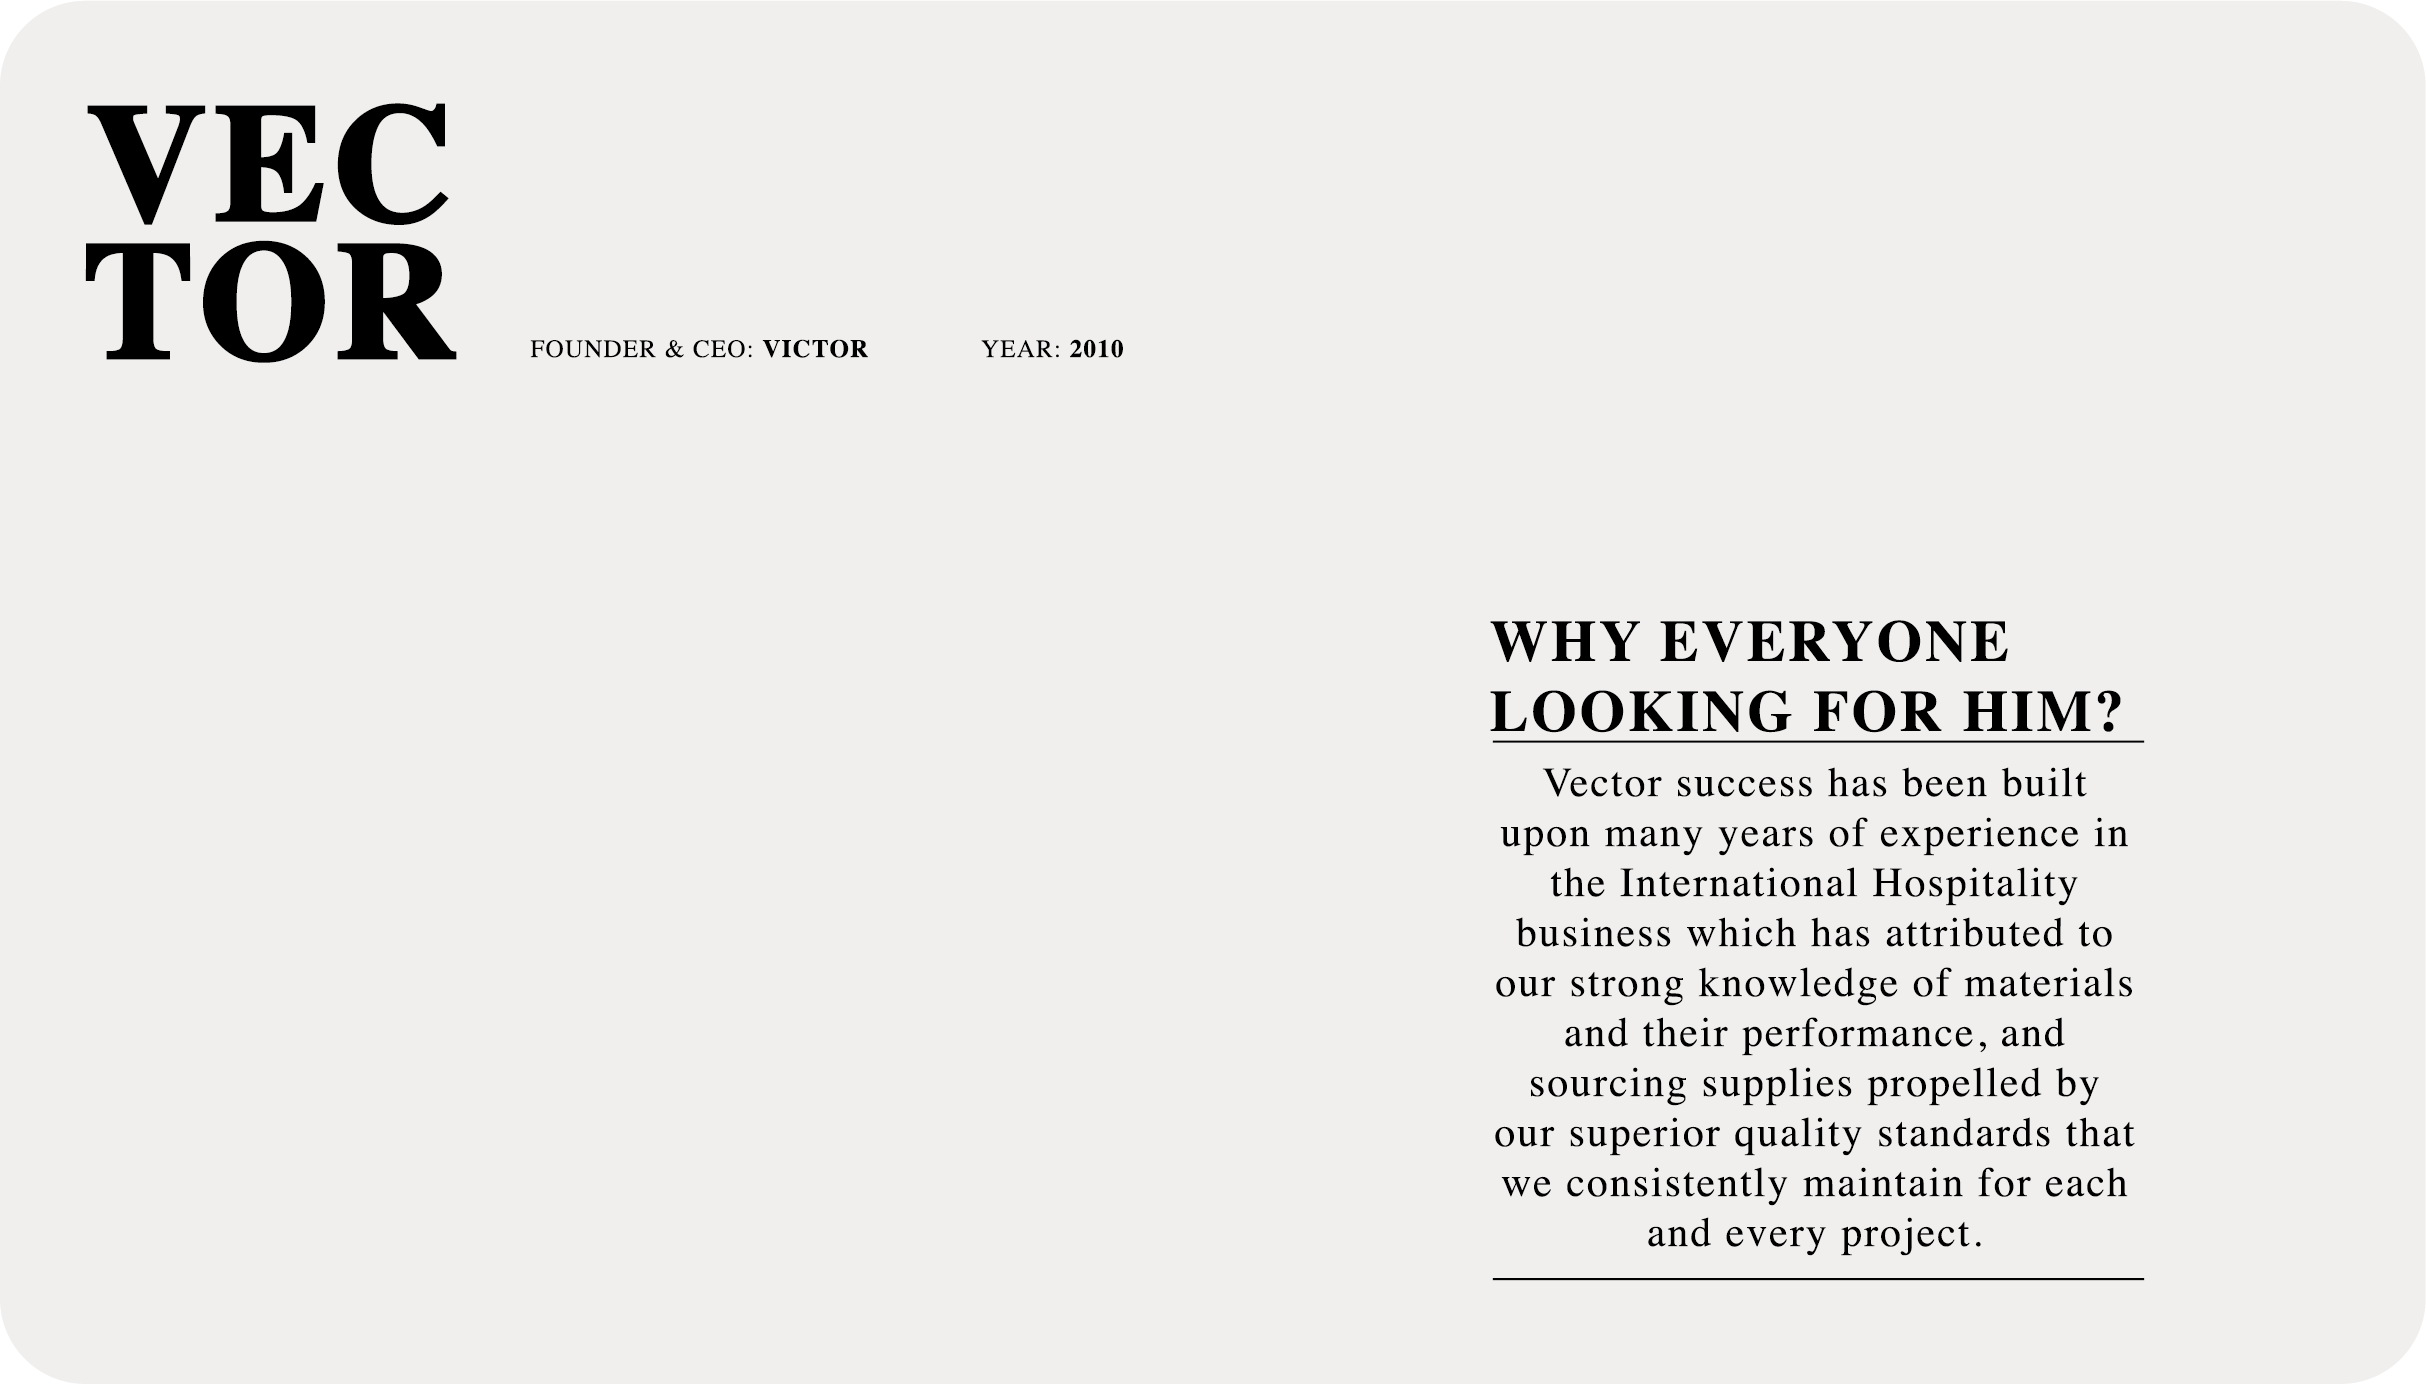 VEC
TOR
FOUNDER & CEO: VICTOR
YEAR: 2010
WHY EVERYONE
LOOKING FOR HIM?
Vector success has been built
upon many years of experience in
the International Hospitality
business which has attributed to
our strong knowledge of materials
and their performance, and
sourcing supplies propelled by
our superior quality standards that
we consistently maintain for each
and every project.